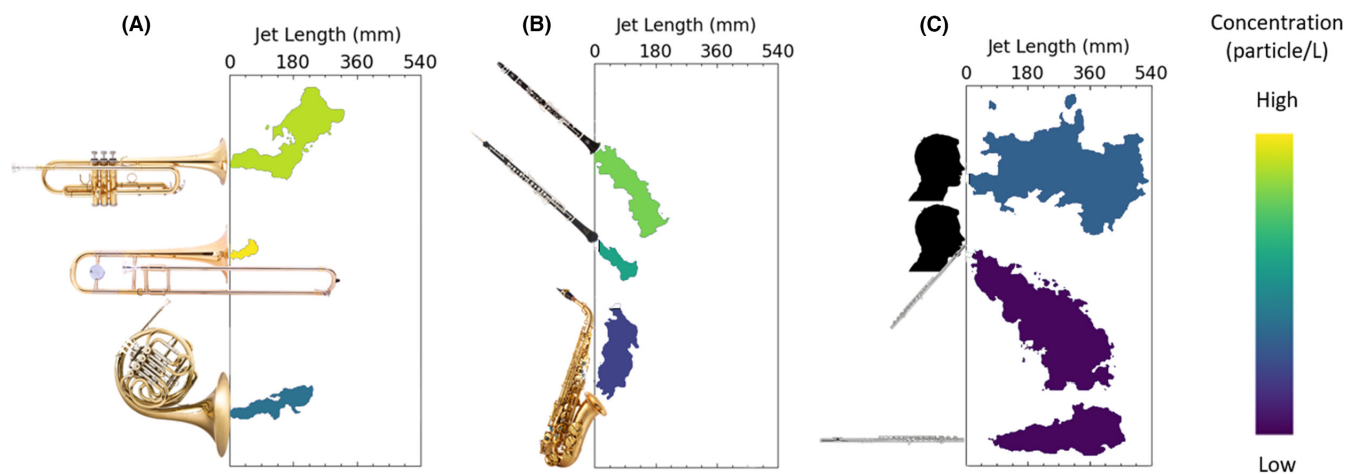 (A)
Jet Length (mm)
0 180 360 540
(B)
Jet Length (mm)
0 180 360 540
(C)
Jet Length (mm)
0 180 360 540
Concentration
(particle/L)
High
Low